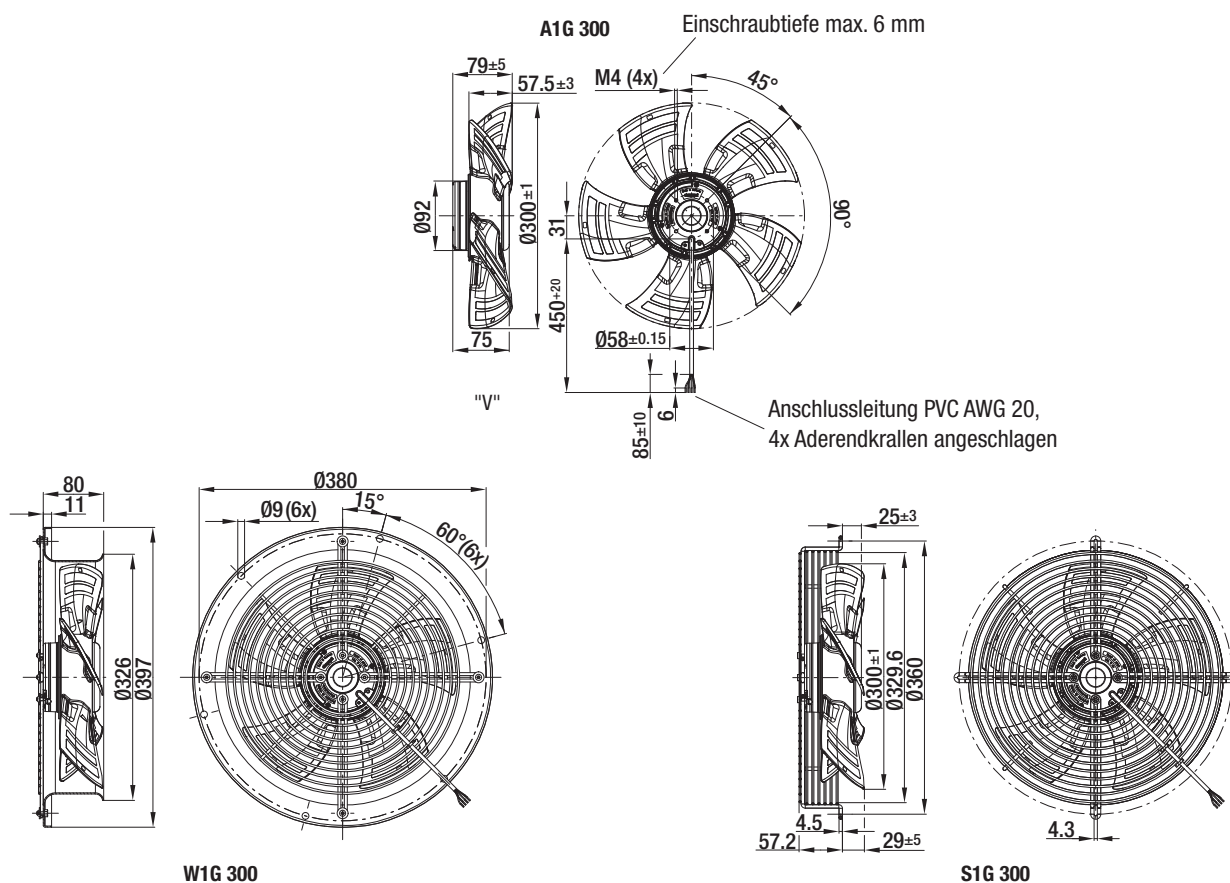 A1G 300
Einschraubtiefe max. 6 mm
79±5
57.5±3
M4 (4x)
45°
90°
Ø92
Ø300±1
31
450+20
75
Ø58±0.15
"V"
85±10
6
Anschlussleitung PVC AWG 20,
4x Aderendkrallen angeschlagen
80
11
Ø380
Ø9(6x)
15°
60°(6x)
Ø326
Ø397
W1G 300
25±3
Ø300±1
Ø329.6
Ø360
4.5
57.2
29±5
4.3
S1G 300